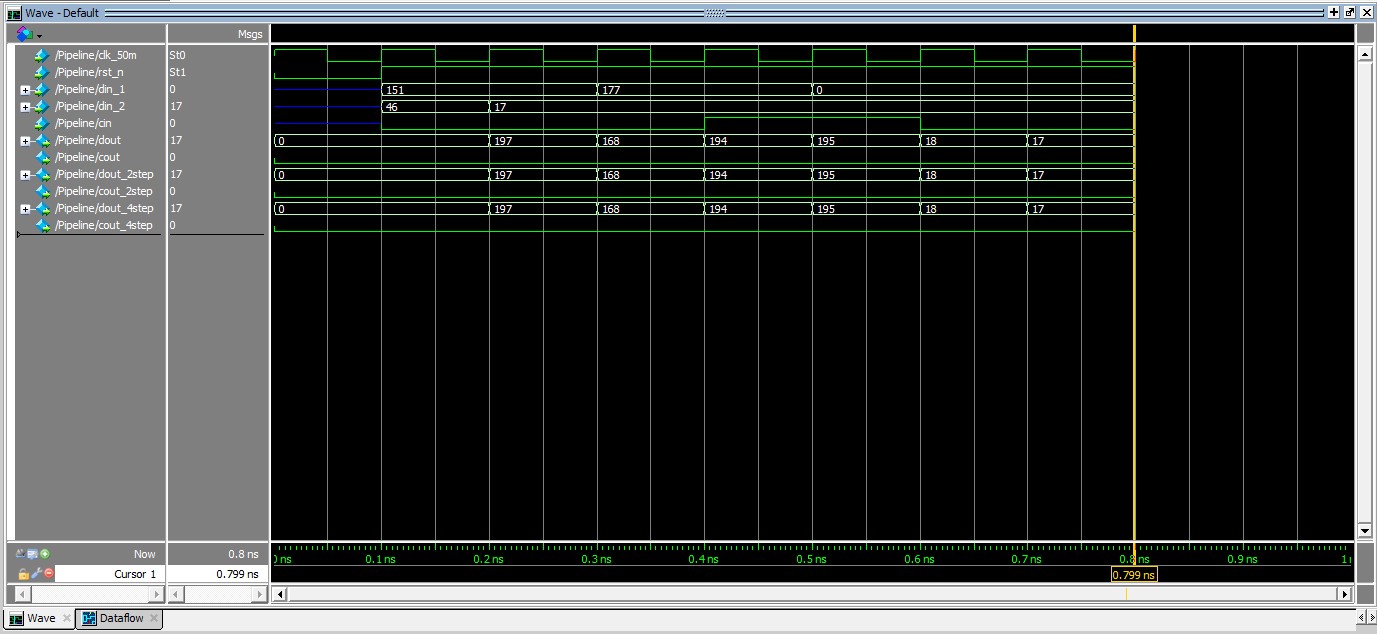 Wave - Default
Msgs
/Pipeline/clk_50m St0
/Pipeline/rst_n St1
/Pipeline/din_1 0 151 177 0
/Pipeline/din_2 17 46 17
/Pipeline/cin 0
/Pipeline/dout 17 0 197 168 194 195 18 17
/Pipeline/cout 0
/Pipeline/dout_2step 17 0 197 168 194 195 18 17
/Pipeline/cout_2step 0
/Pipeline/dout_4step 17 0 197 168 194 195 18 17
/Pipeline/cout_4step 0
Now 0.8 ns ns 0.1 ns 0.2 ns 0.3 ns 0.4 ns 0.5 ns 0.6 ns 0.7 ns 0.8 ns 0.9 ns 1
Cursor 1 0.799 ns 0.799 ns
Wave Dataflow